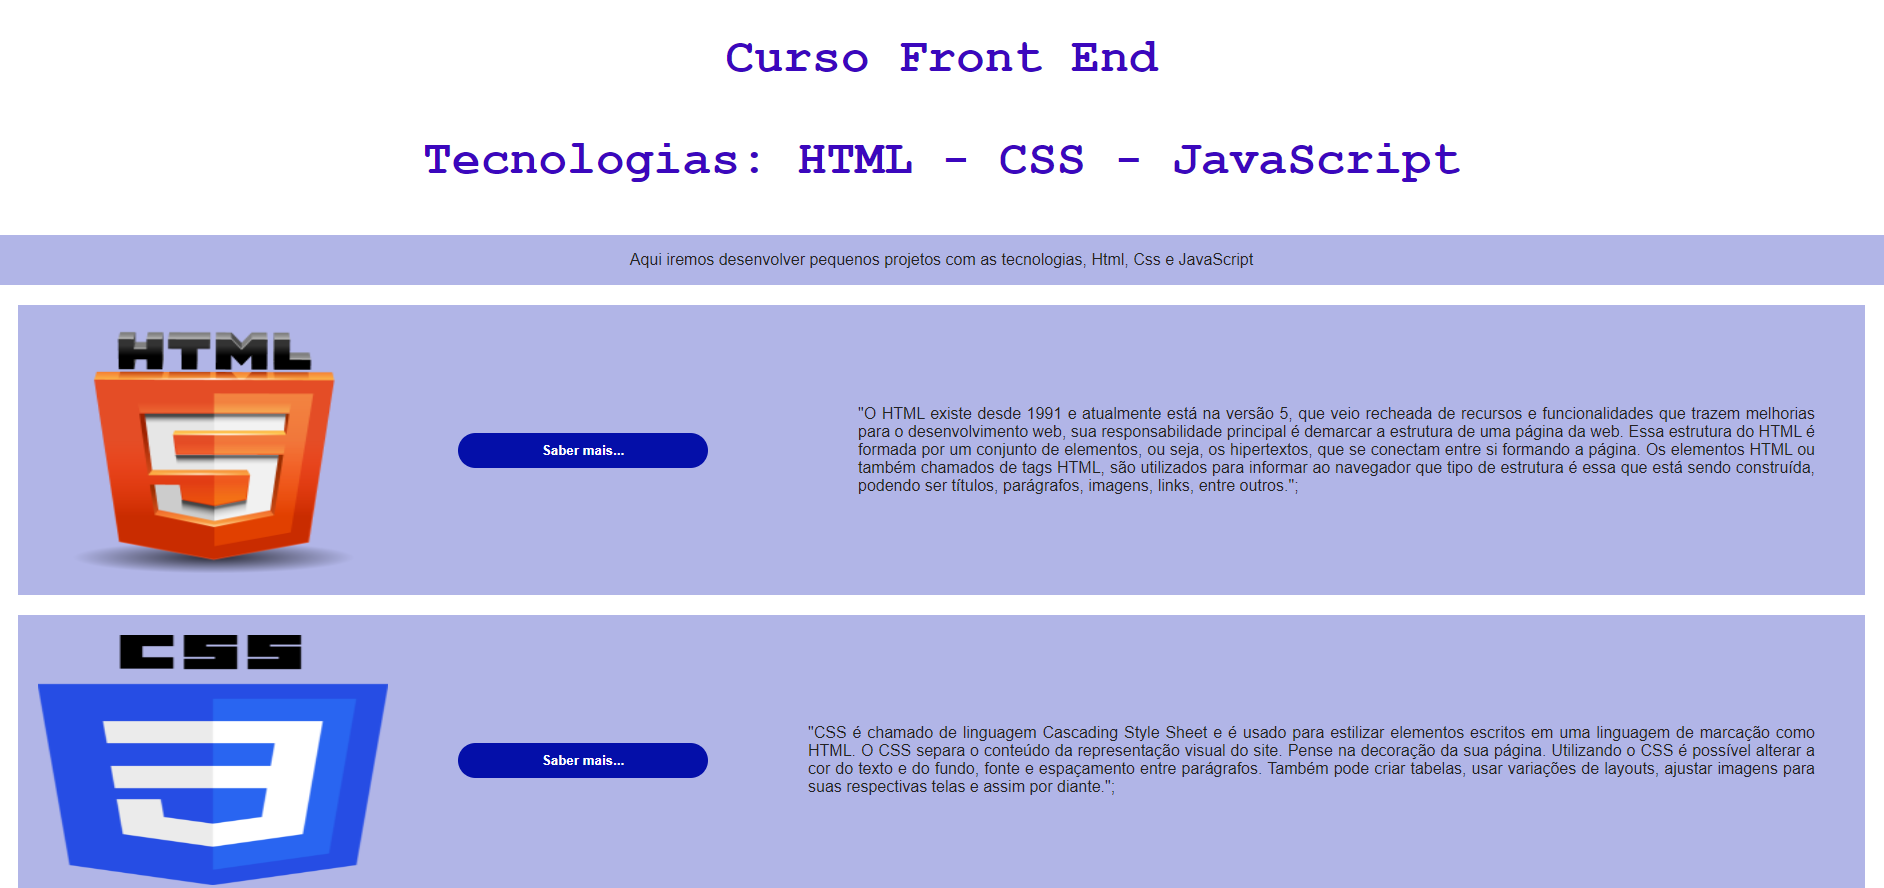 Curso Front End
Tecnologias: HTML - CSS - JavaScript
Aqui iremos desenvolver pequenos projetos com as tecnologias, Html, Css e JavaScript
HTML
5
Saber mais...
"O HTML existe desde 1991 e atualmente está na versão 5, que veio recheada de recursos e funcionalidades que trazem melhorias
para o desenvolvimento web, sua responsabilidade principal é demarcar a estrutura de uma página da web. Essa estrutura do HTML é
formada por um conjunto de elementos, ou seja, os hipertextos, que se conectam entre si formando a página. Os elementos HTML ou
também chamados de tags HTML, são utilizados para informar ao navegador que tipo de estrutura é essa que está sendo construída,
podendo ser títulos, parágrafos, imagens, links, entre outros.";
CSS
3
Saber mais...
"CSS é chamado de linguagem Cascading Style Sheet e é usado para estilizar elementos escritos em uma linguagem de marcação como
HTML. O CSS separa o conteúdo da representação visual do site. Pense na decoração da sua página. Utilizando o CSS é possível alterar a
cor do texto e do fundo, fonte e espaçamento entre parágrafos. Também pode criar tabelas, usar variações de layouts, ajustar imagens para
suas respectivas telas e assim por diante.";